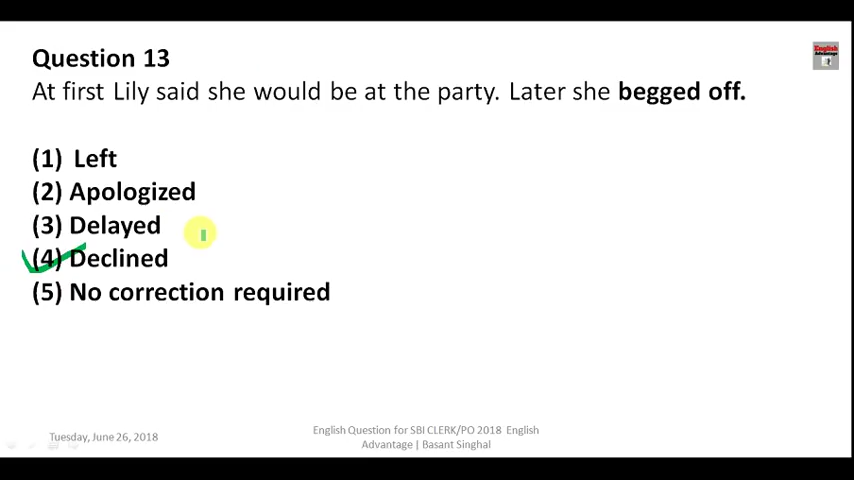 Question 13
English
Advantage
At first Lily said she would be at the party. Later she begged off.
(1) Left
(2) Apologized
(3) Delayed
(4) Declined
(5) No correction required
Tuesday, June 26, 2018
English Question for SBI CLERK/PO 2018 English
Advantage | Basant Singhal